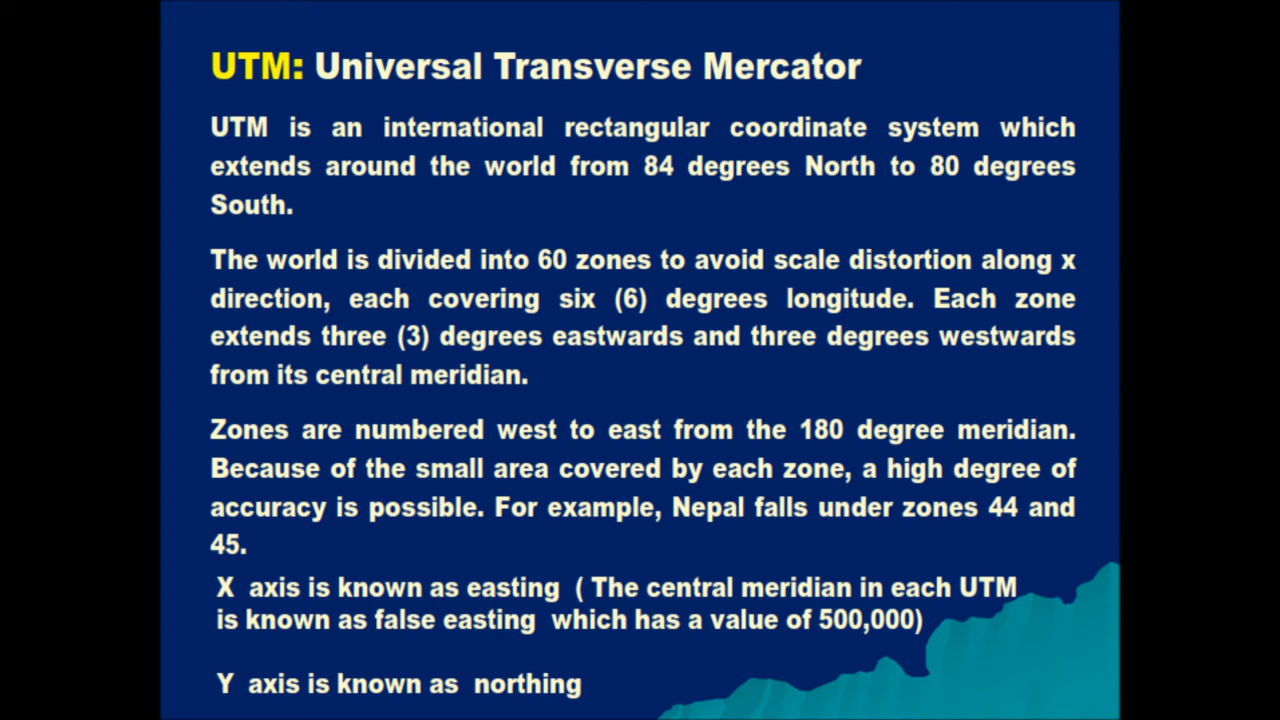 UTM: Universal Transverse Mercator
UTM is an international rectangular coordinate system which
extends around the world from 84 degrees North to 80 degrees
South.
The world is divided into 60 zones to avoid scale distortion along x
direction, each covering six (6) degrees longitude. Each zone
extends three (3) degrees eastwards and three degrees westwards
from its central meridian.
Zones are numbered west to east from the 180 degree meridian.
Because of the small area covered by each zone, a high degree of
accuracy is possible. For example, Nepal falls under zones 44 and
45.
X axis is known as easting ( The central meridian in each UTM
is known as false easting which has a value of 500,000)
Y axis is known as northing